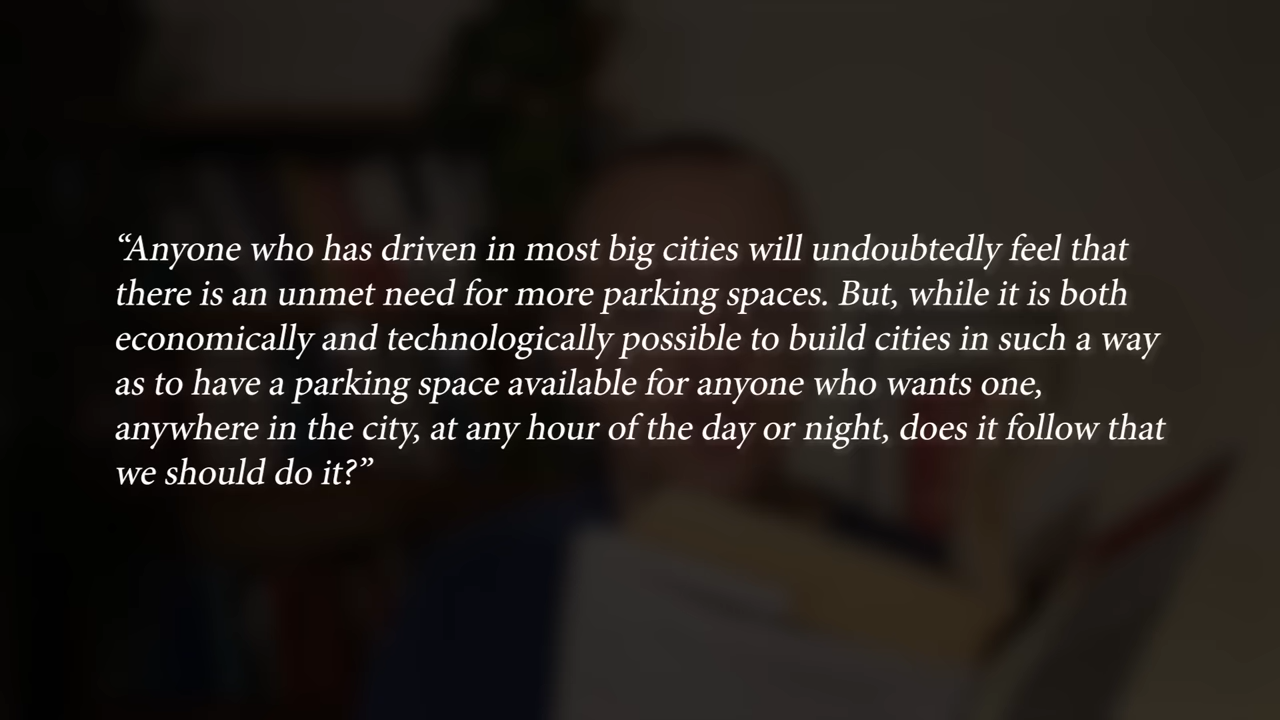 “Anyone who has driven in most big cities will undoubtedly feel that
there is an unmet need for more parking spaces. But, while it is both
economically and technologically possible to build cities in such a way
as to have a parking space available for anyone who wants one,
anywhere in the city, at any hour of the day or night, does it follow that
we should do it?”